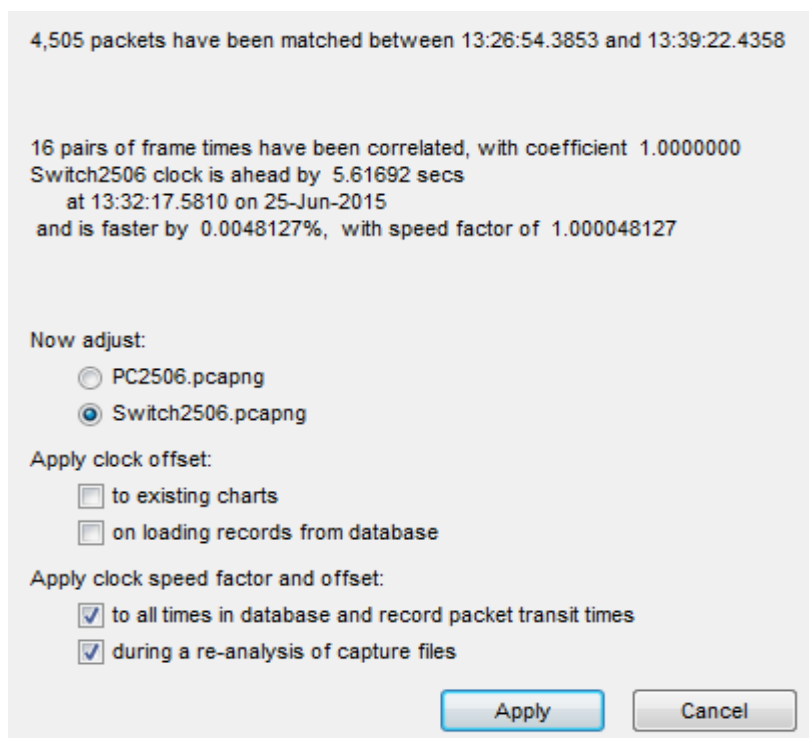 4,505 packets have been matched between 13:26:54.3853 and 13:39:22.4358
16 pairs of frame times have been correlated, with coefficient 1.0000000
Switch2506 clock is ahead by 5.61692 secs
at 13:32:17.5810 on 25-Jun-2015
and is faster by 0.0048127%, with speed factor of 1.000048127
Now adjust:
PC2506.pcapng
Switch2506.pcapng
Apply clock offset:
to existing charts
on loading records from database
Apply clock speed factor and offset:
to all times in database and record packet transit times
during a re-analysis of capture files
Apply Cancel